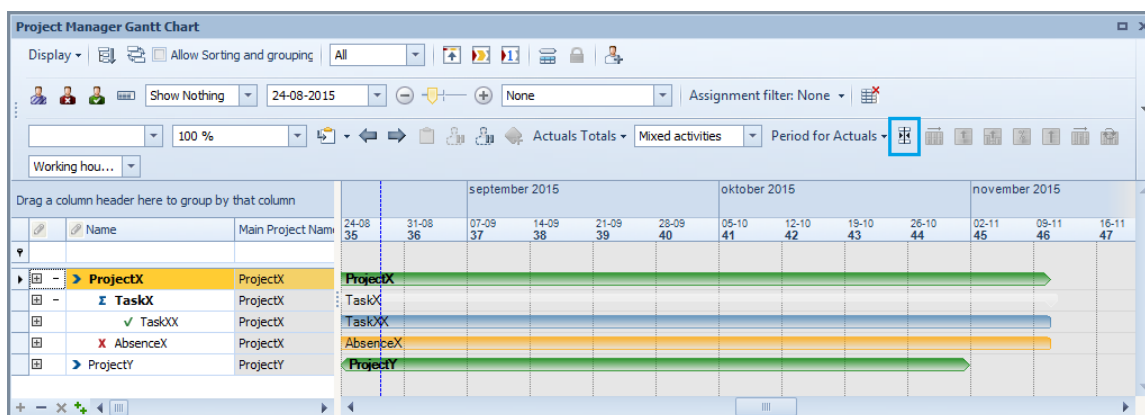 Project Manager Gantt Chart
Display Allow Sorting and grouping All
Show Nothing 24-08-2015 None Assignment filter: None
100 % Actuals Totals Mixed activities Period for Actuals
Working hou...
Drag a column header here to group by that column
september 2015 oktober 2015 november 2015
Name Main Project Name
24-08 31-08 07-09 14-09 21-09 28-09 05-10 12-10 19-10 26-10 02-11 09-11 16-11
35 36 37 38 39 40 41 42 43 44 45 46 47
ProjectX ProjectX ProjectX
TaskX ProjectX TaskX
TaskXX ProjectX TaskXX
AbsenceX ProjectX AbsenceX
ProjectY ProjectY ProjectY